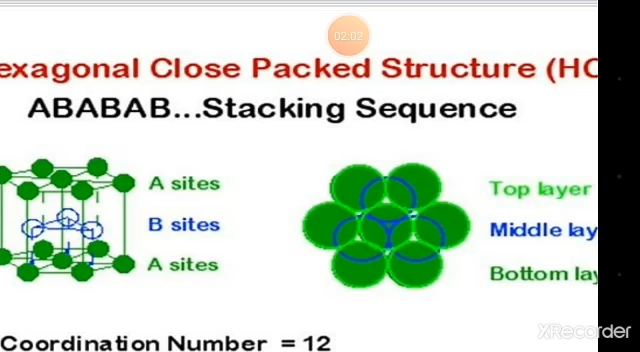 02:02
exagonal Close Packed Structure (HC
ABABAB...Stacking Sequence
A sites
B sites
A sites
Top layer
Middle lay
Bottom lay
Coordination Number = 12
XRecorder